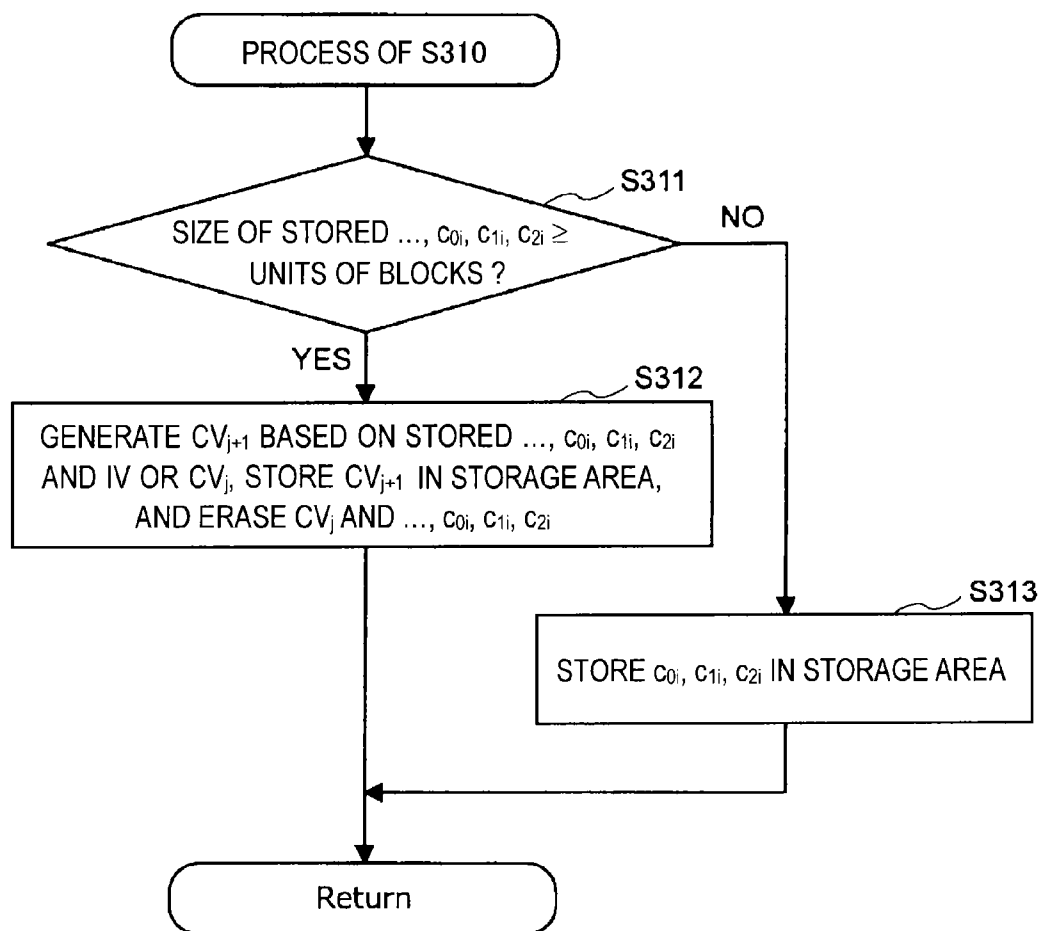 PROCESS OF S310
S311
SIZE OF STORED ..., c0i, c1i, c2i ≥
UNITS OF BLOCKS ?
NO
YES
S312
GENERATE CVj+1 BASED ON STORED ..., c0i, c1i, c2i
AND IV OR CVj, STORE CVj+1 IN STORAGE AREA,
AND ERASE CVj AND ..., c0i, c1i, c2i
S313
STORE c0i, c1i, c2i IN STORAGE AREA
Return